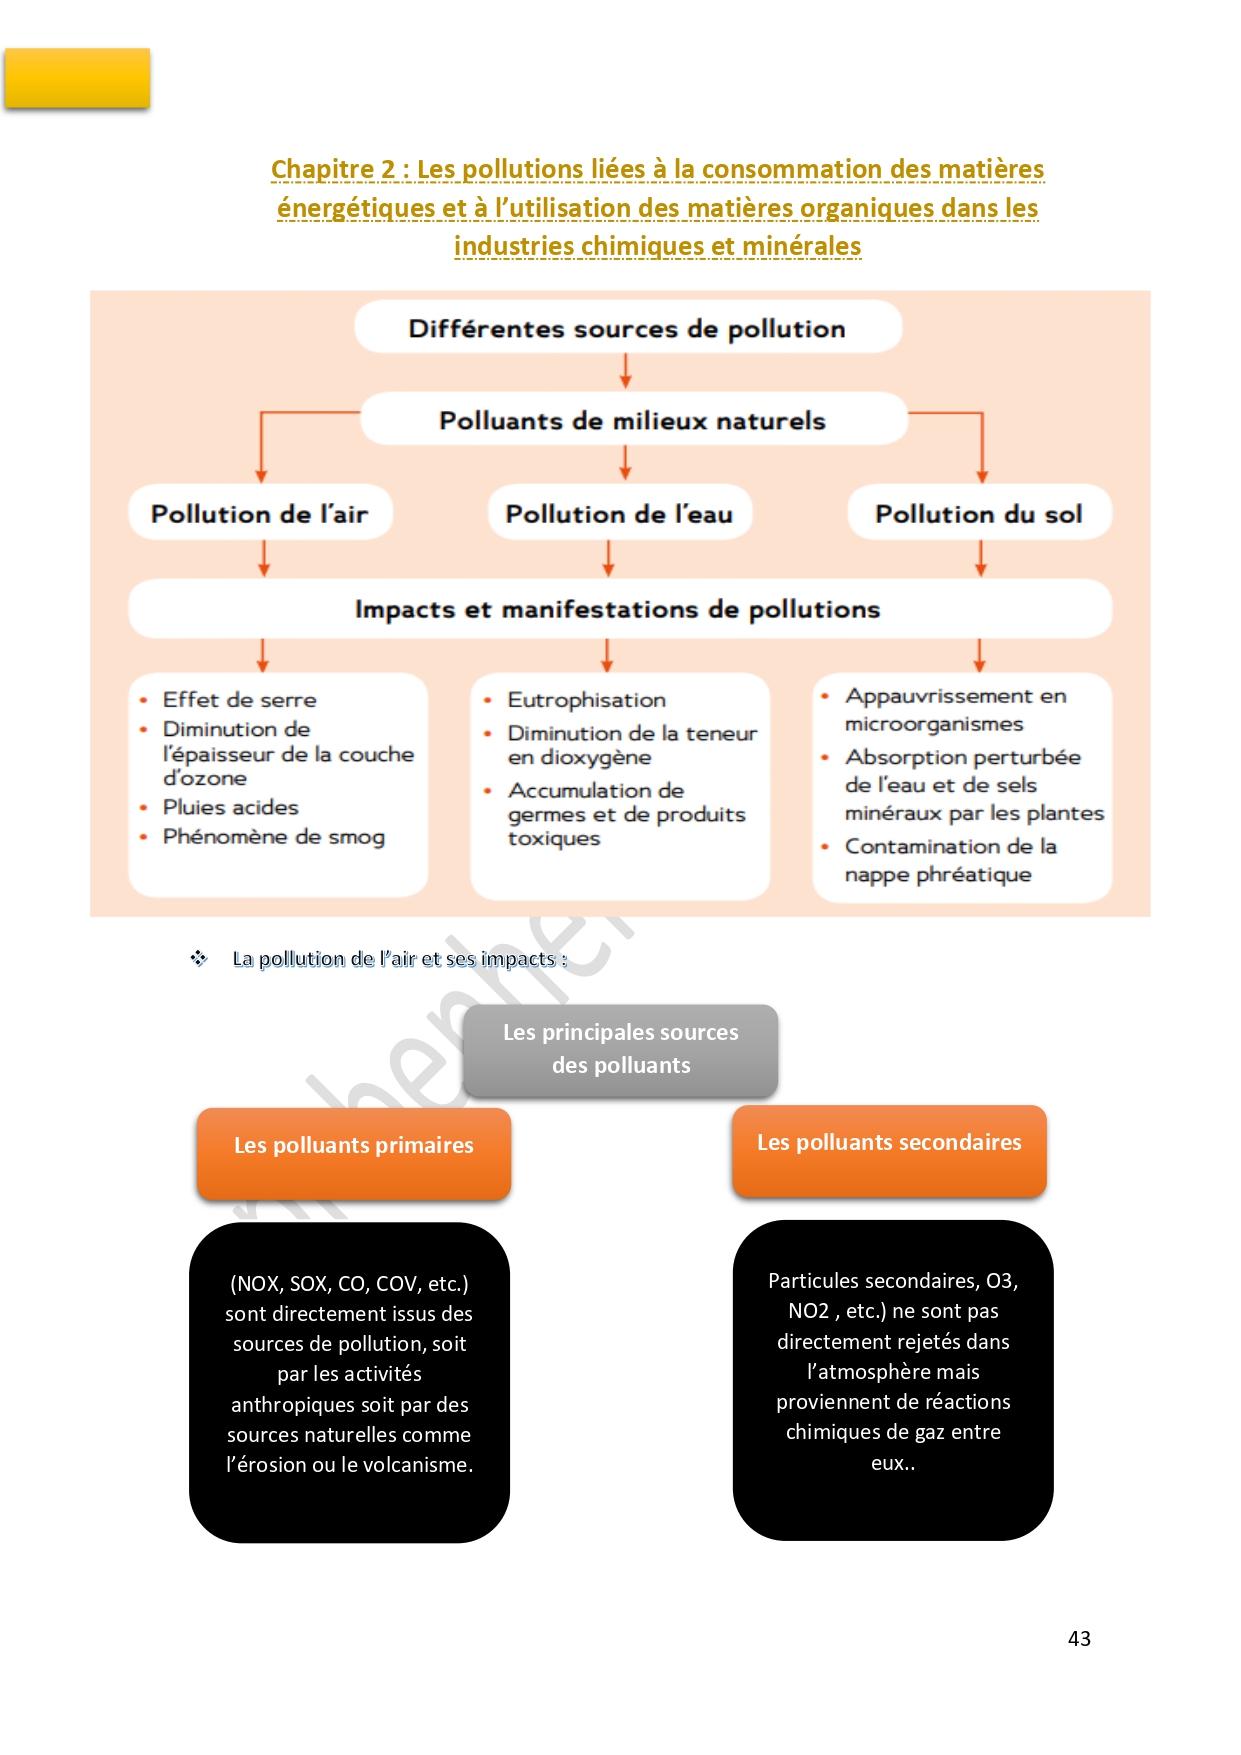 Chapitre 2 : Les pollutions liées à la consommation des matières
énergétiques et à l’utilisation des matières organiques dans les
industries chimiques et minérales
Différentes sources de pollution
Polluants de milieux naturels
Pollution de l’air
Pollution de l’eau
Pollution du sol
Impacts et manifestations de pollutions
• Effet de serre
• Diminution de
l’épaisseur de la couche
d’ozone
• Pluies acides
• Phénomène de smog
• Eutrophisation
• Diminution de la teneur
en dioxygène
• Accumulation de
germes et de produits
toxiques
• Appauvrissement en
microorganismes
• Absorption perturbée
de l’eau et de sels
minéraux par les plantes
• Contamination de la
nappe phréatique
❖ La pollution de l’air et ses impacts :
Les principales sources
des polluants
Les polluants primaires
(NOX, SOX, CO, COV, etc.)
sont directement issus des
sources de pollution, soit
par les activités
anthropiques soit par des
sources naturelles comme
l’érosion ou le volcanisme.
Les polluants secondaires
Particules secondaires, O3,
NO2 , etc.) ne sont pas
directement rejetés dans
l’atmosphère mais
proviennent de réactions
chimiques de gaz entre
eux..
43